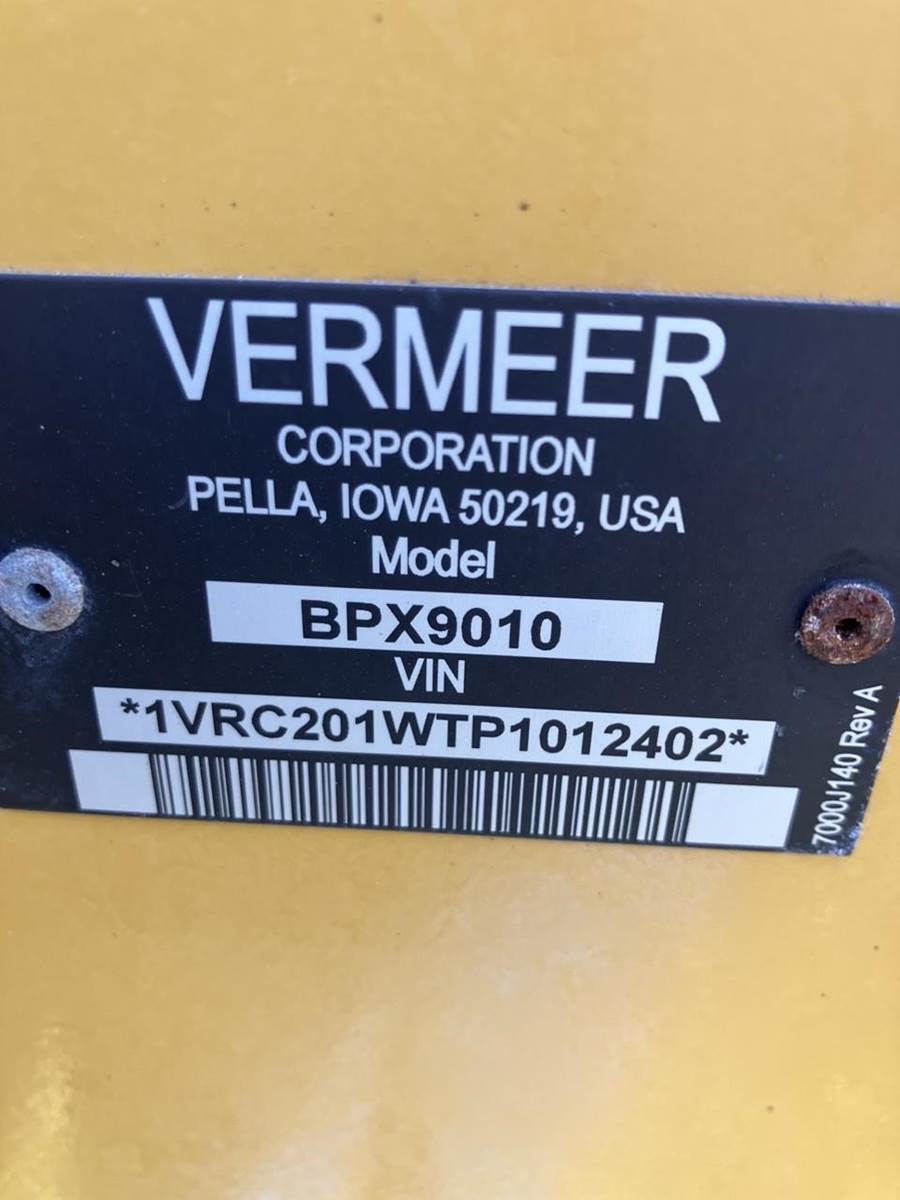 VERMEER
CORPORATION
PELLA, IOWA 50219, USA
Model
BPX9010
VIN
*1VRC201WTP1012402*
7000J140 Rev A